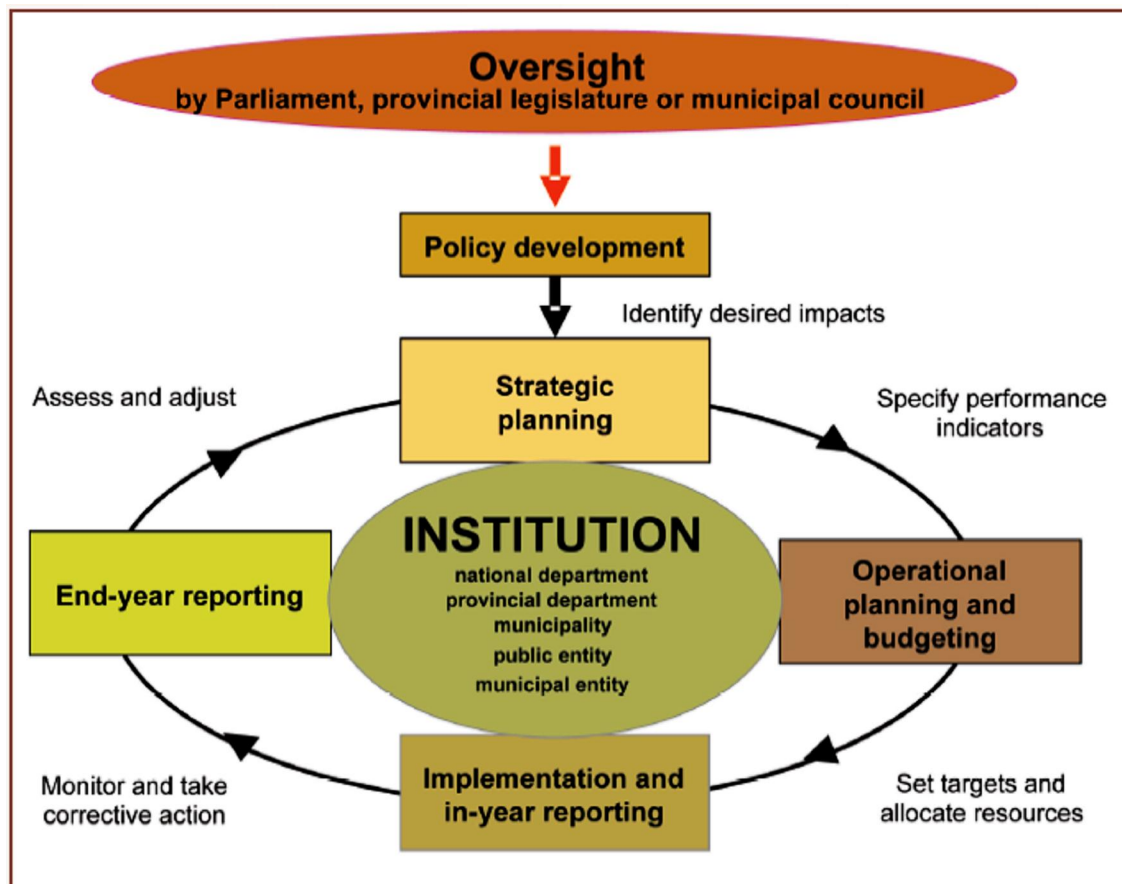 Oversight
by Parliament, provincial legislature or municipal council
Policy development
Identify desired impacts
Strategic
planning
Assess and adjust
Specify performance
indicators
INSTITUTION
national department
provincial department
municipality
public entity
municipal entity
End-year reporting
Operational
planning and
budgeting
Implementation and
in-year reporting
Monitor and take
corrective action
Set targets and
allocate resources